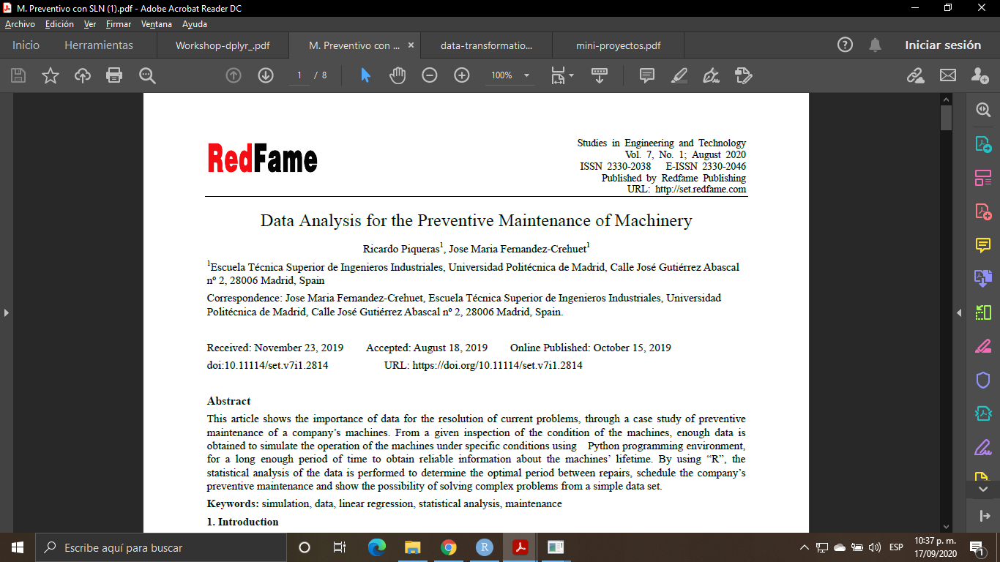 M. Preventivo con SLN (1).pdf - Adobe Acrobat Reader DC
Archivo Edición Ver Firmar Ventana Ayuda
Inicio Herramientas Workshop-dplyr_.pdf M. Preventivo con ... × data-transformatio... mini-proyectos.pdf Iniciar sesión
1 / 8 100%
RedFame
Studies in Engineering and Technology
Vol. 7, No. 1; August 2020
ISSN 2330-2038 E-ISSN 2330-2046
Published by Redfame Publishing
URL: http://set.redfame.com
Data Analysis for the Preventive Maintenance of Machinery
Ricardo Piqueras1, Jose Maria Fernandez-Crehuet1
1Escuela Técnica Superior de Ingenieros Industriales, Universidad Politécnica de Madrid, Calle José Gutiérrez Abascal
nº 2, 28006 Madrid, Spain
Correspondence: Jose Maria Fernandez-Crehuet, Escuela Técnica Superior de Ingenieros Industriales, Universidad
Politécnica de Madrid, Calle José Gutiérrez Abascal nº 2, 28006 Madrid, Spain.
Received: November 23, 2019 Accepted: August 18, 2019 Online Published: October 15, 2019
doi:10.11114/set.v7i1.2814 URL: https://doi.org/10.11114/set.v7i1.2814
Abstract
This article shows the importance of data for the resolution of current problems, through a case study of preventive
maintenance of a company’s machines. From a given inspection of the condition of the machines, enough data is
obtained to simulate the operation of the machines under specific conditions using Python programming environment,
for a long enough period of time to obtain reliable information about the machines’ lifetime. By using “R”, the
statistical analysis of the data is performed to determine the optimal period between repairs, schedule the company’s
preventive maintenance and show the possibility of solving complex problems from a simple data set.
Keywords: simulation, data, linear regression, statistical analysis, maintenance
1. Introduction
Escribe aquí para buscar
R
ESP
10:37 p. m.
17/09/2020
1